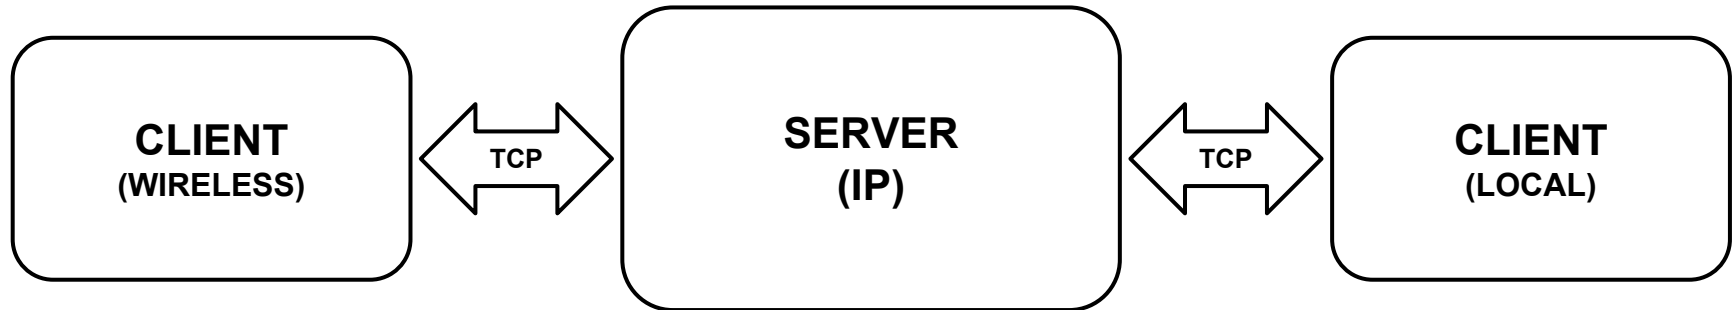 CLIENT
(WIRELESS)
TCP
SERVER
(IP)
TCP
CLIENT
(LOCAL)